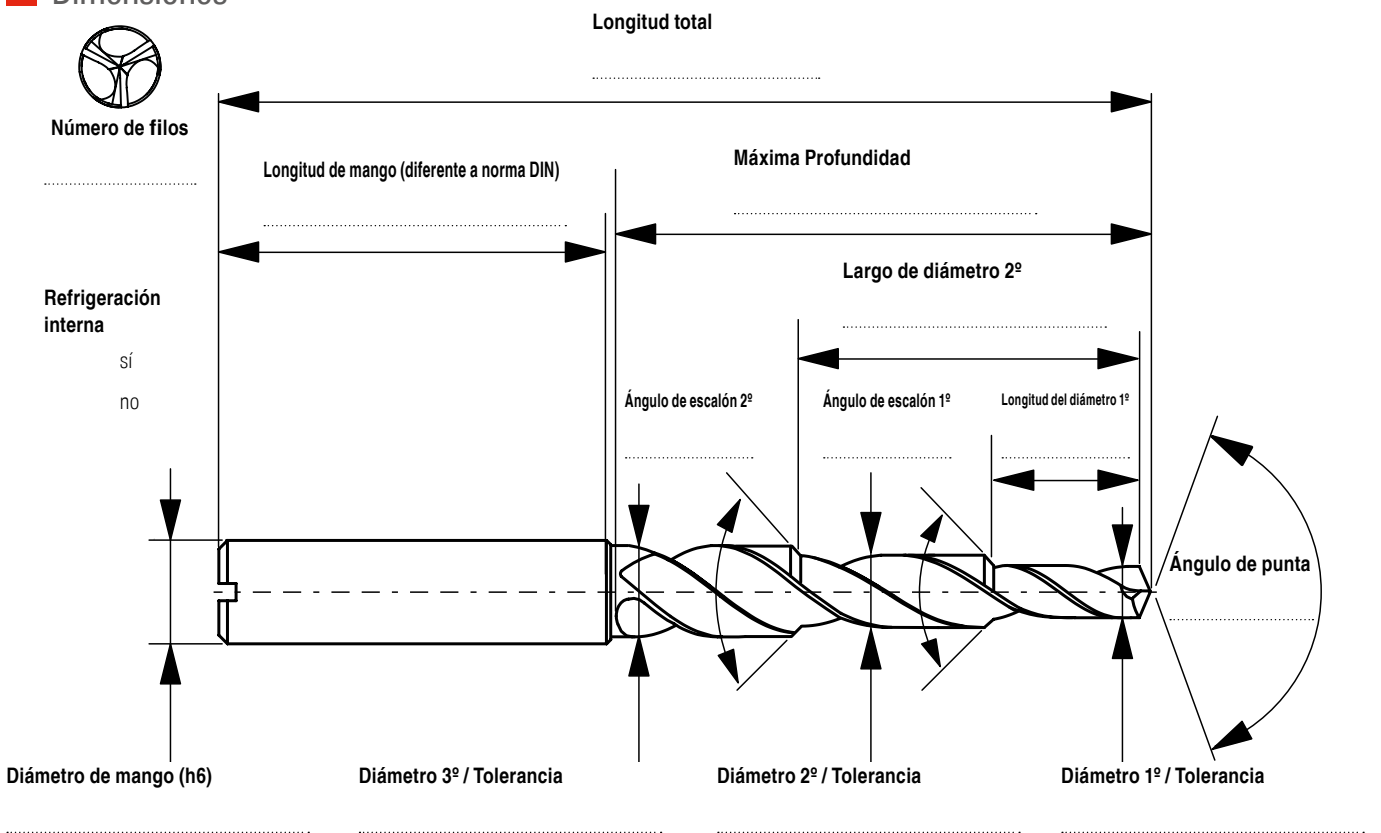 Dimensiones
Longitud total
Número de filos
Longitud de mango (diferente a norma DIN)
Máxima Profundidad
Largo de diámetro 2º
Refrigeración
interna
sí
no
Ángulo de escalón 2º
Ángulo de escalón 1º
Longitud del diámetro 1º
Ángulo de punta
Diámetro de mango (h6)
Diámetro 3º / Tolerancia
Diámetro 2º / Tolerancia
Diámetro 1º / Tolerancia